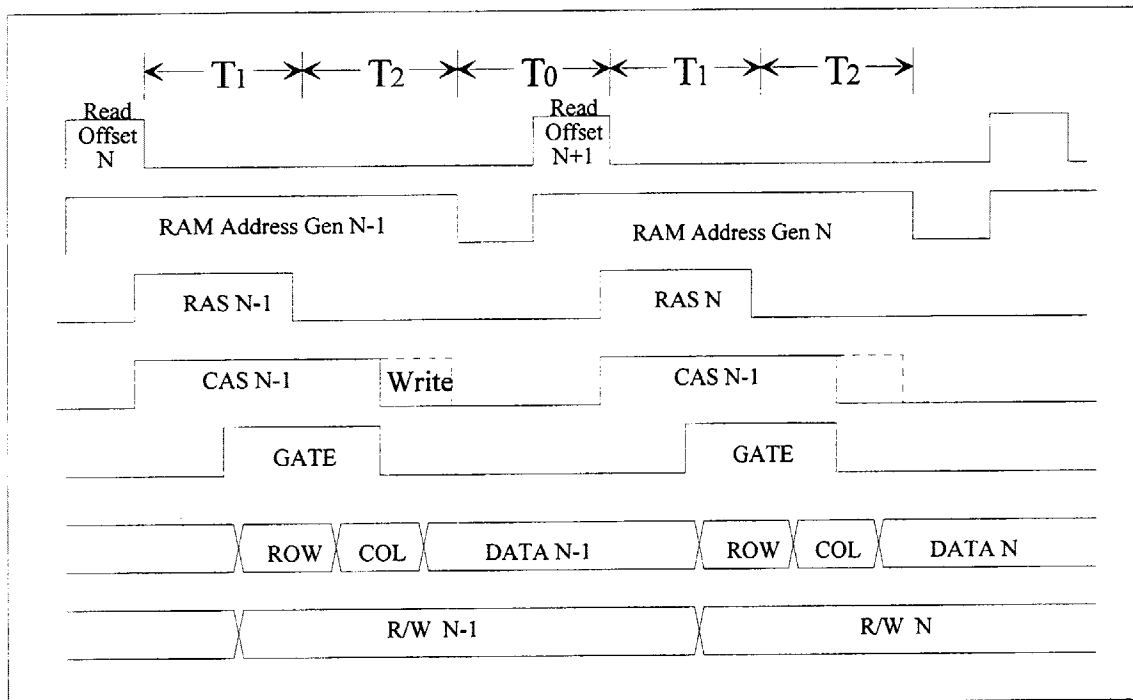 T1 T2 T0 T1 T2
Read
Offset
N
Read
Offset
N+1
RAM Address Gen N-1
RAM Address Gen N
RAS N-1
RAS N
CAS N-1
Write
CAS N-1
GATE
GATE
ROW
COL
DATA N-1
ROW
COL
DATA N
R/W N-1
R/W N